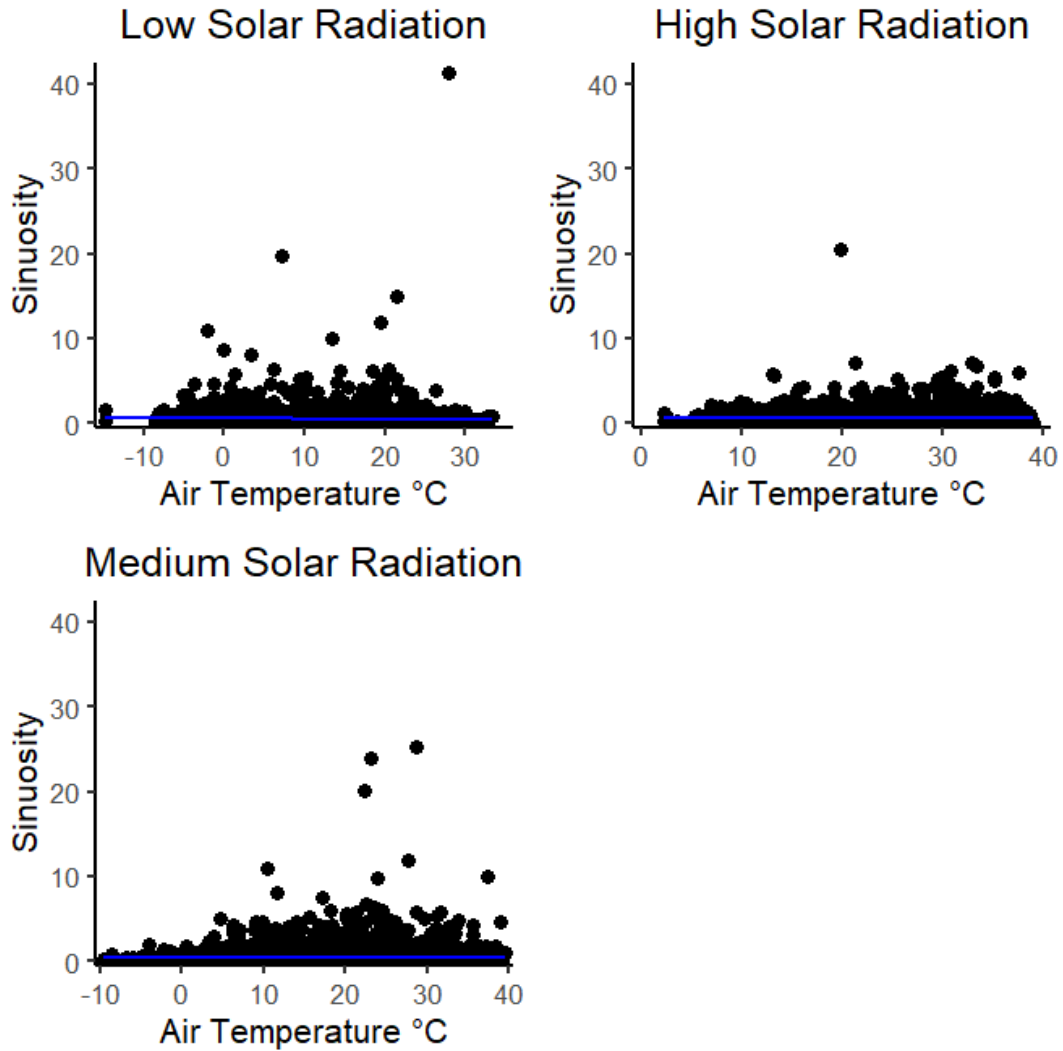 Low Solar Radiation
40
30
20
10
0
Sinuosity
-10 0 10 20 30
Air Temperature °C
High Solar Radiation
40
30
20
10
0
Sinuosity
0 10 20 30 40
Air Temperature °C
Medium Solar Radiation
40
30
20
10
0
Sinuosity
-10 0 10 20 30 40
Air Temperature °C